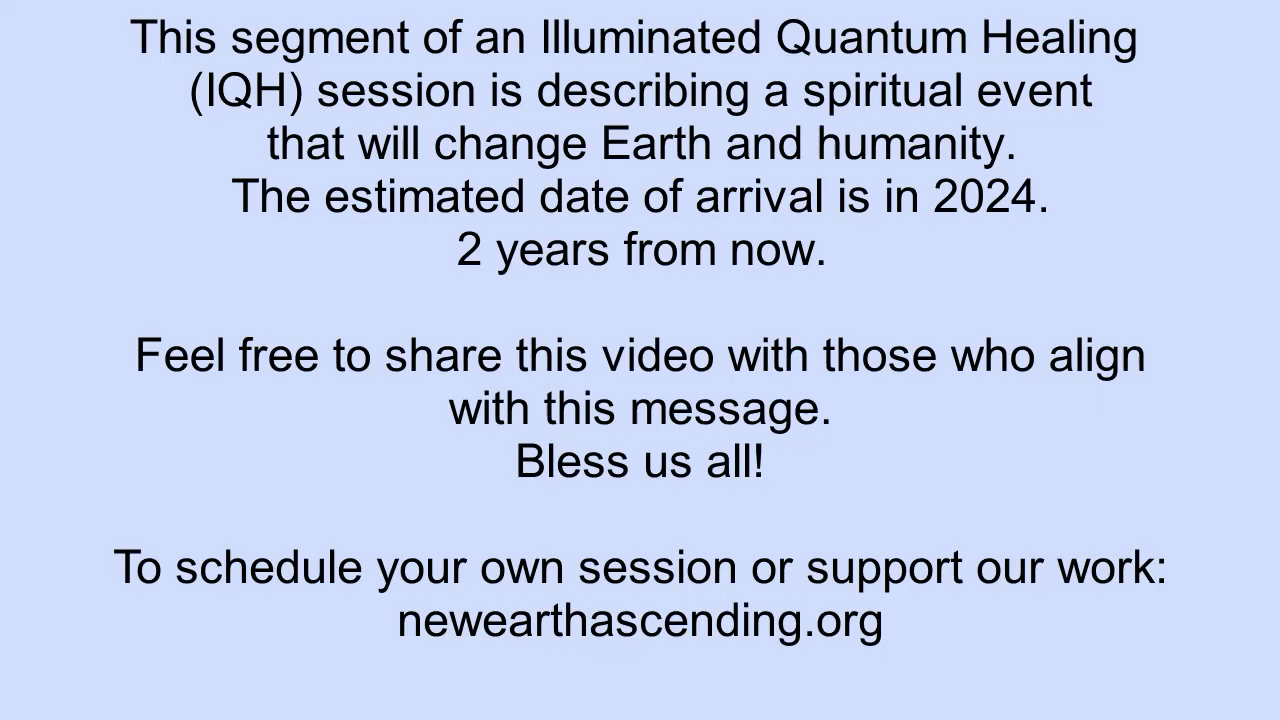 This segment of an Illuminated Quantum Healing
(IQH) session is describing a spiritual event
that will change Earth and humanity.
The estimated date of arrival is in 2024.
2 years from now.
Feel free to share this video with those who align
with this message.
Bless us all!
To schedule your own session or support our work:
newearthascending.org